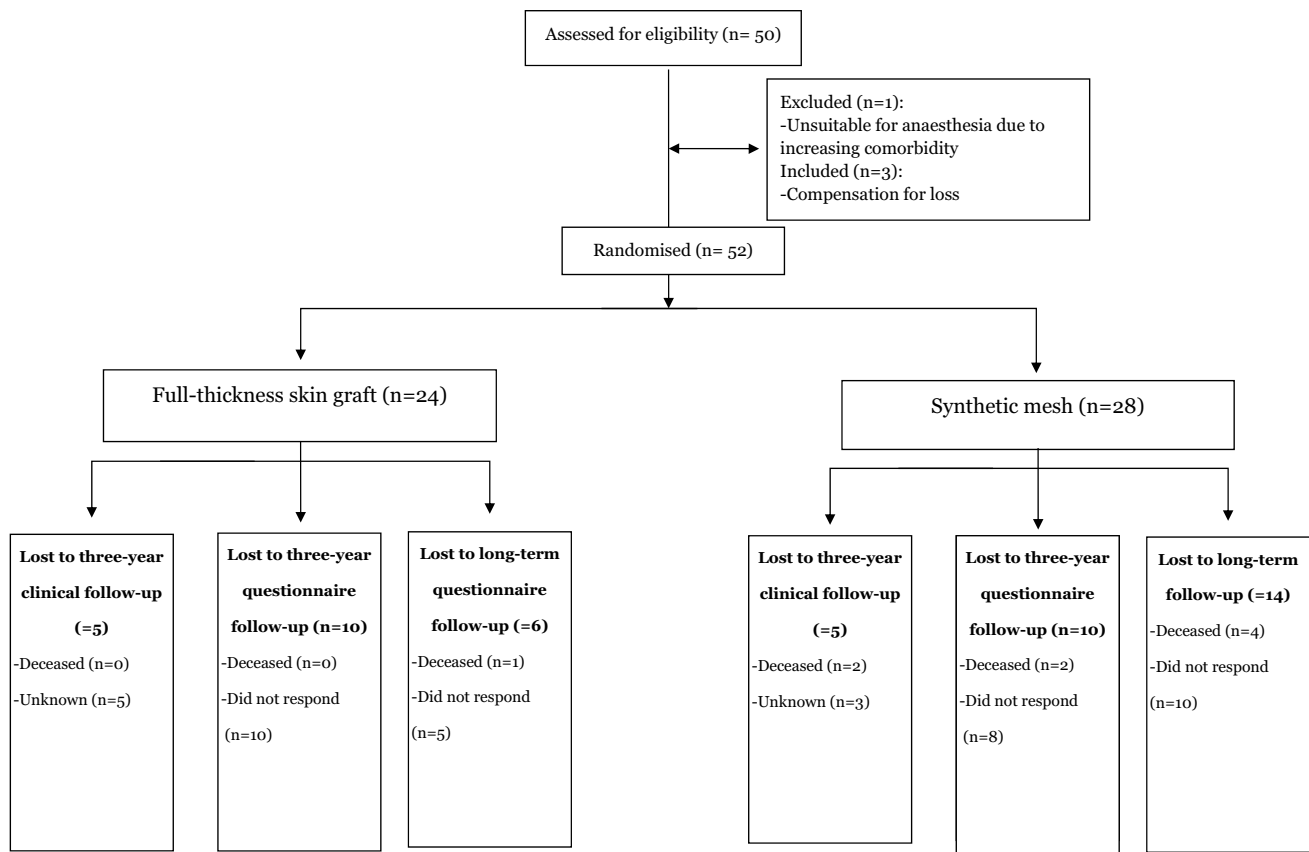 Assessed for eligibility (n= 50)
Excluded (n=1):
-Unsuitable for anaesthesia due to
increasing comorbidity
Included (n=3):
-Compensation for loss
Randomised (n= 52)
Full-thickness skin graft (n=24)
Synthetic mesh (n=28)
Lost to three-year
clinical follow-up
(=5)
-Deceased (n=0)
-Unknown (n=5)
Lost to three-year
questionnaire
follow-up (n=10)
-Deceased (n=0)
-Did not respond
(n=10)
Lost to long-term
questionnaire
follow-up (=6)
-Deceased (n=1)
-Did not respond
(n=5)
Lost to three-year
clinical follow-up
(=5)
-Deceased (n=2)
-Unknown (n=3)
Lost to three-year
questionnaire
follow-up (n=10)
-Deceased (n=2)
-Did not respond
(n=8)
Lost to long-term
follow-up (=14)
-Deceased (n=4)
-Did not respond
(n=10)